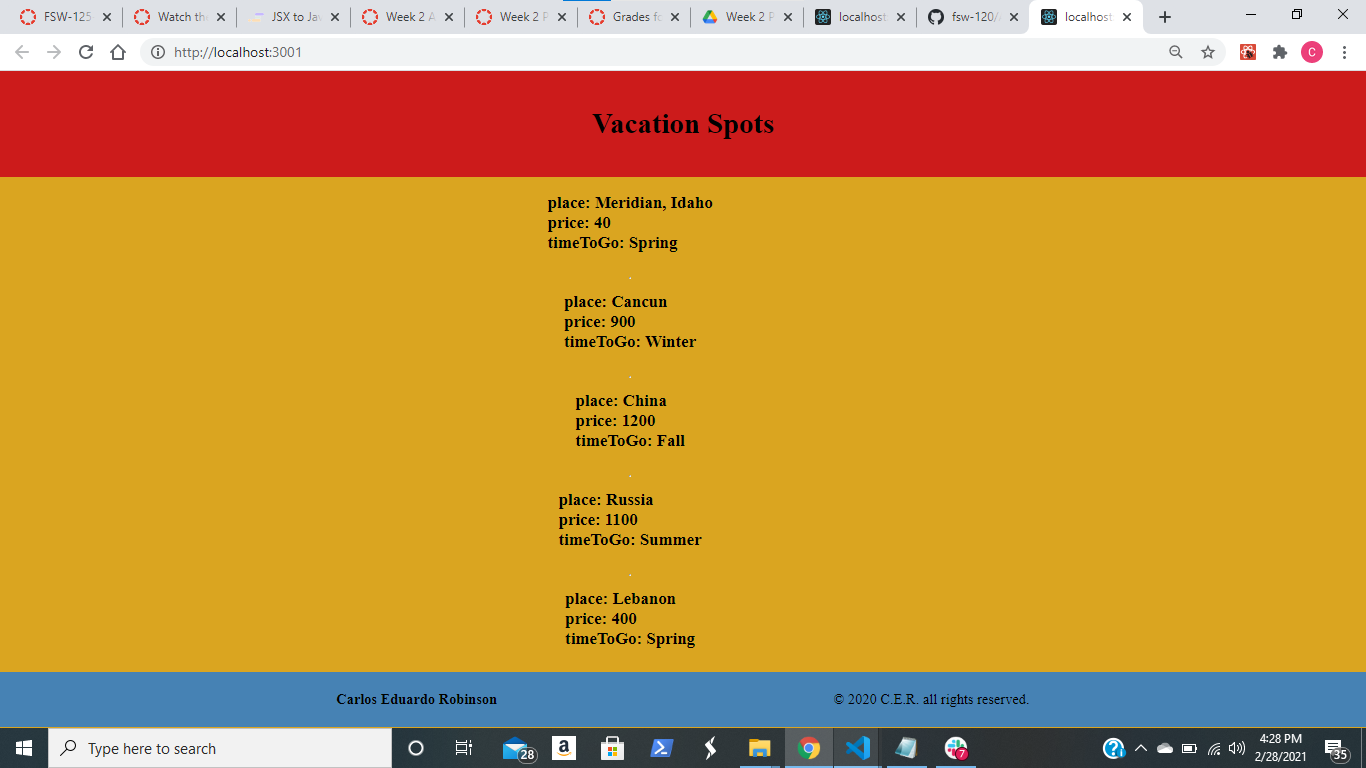 FSW-125
Watch th
JSX to Jav
Week 2 A
Week 2 P
Grades fo
Week 2 P
localhost:
fsw-120/
localhost:
http://localhost:3001
C
Vacation Spots
place: Meridian, Idaho
price: 40
timeToGo: Spring
place: Cancun
price: 900
timeToGo: Winter
place: China
price: 1200
timeToGo: Fall
place: Russia
price: 1100
timeToGo: Summer
place: Lebanon
price: 400
timeToGo: Spring
Carlos Eduardo Robinson
© 2020 C.E.R. all rights reserved.
Type here to search
28
7
4:28 PM
2/28/2021
35